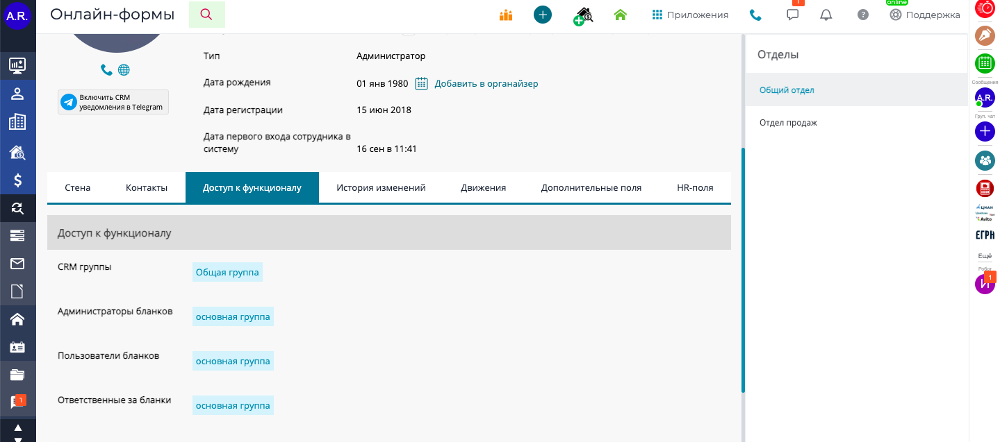 A.R.
Онлайн-формы
1
Приложения
?
online
Поддержка
Тип
Администратор
Дата рождения
01 янв 1980
Добавить в органайзер
Дата регистрации
15 июн 2018
Дата первого входа сотрудника в
систему
16 сен в 11:41
Включить CRM
уведомления в Telegram
Стена
Контакты
Доступ к функционалу
История изменений
Движения
Дополнительные поля
HR-поля
Доступ к функционалу
CRM группы
Общая группа
Администраторы бланков
основная группа
Пользователи бланков
основная группа
Ответственные за бланки
основная группа
1
Отделы
Общий отдел
Отдел продаж
Сообщения
A.R.
Груп. чат
ЦИАН
Avito
ЕГРН
Ещё
Робот
И
1